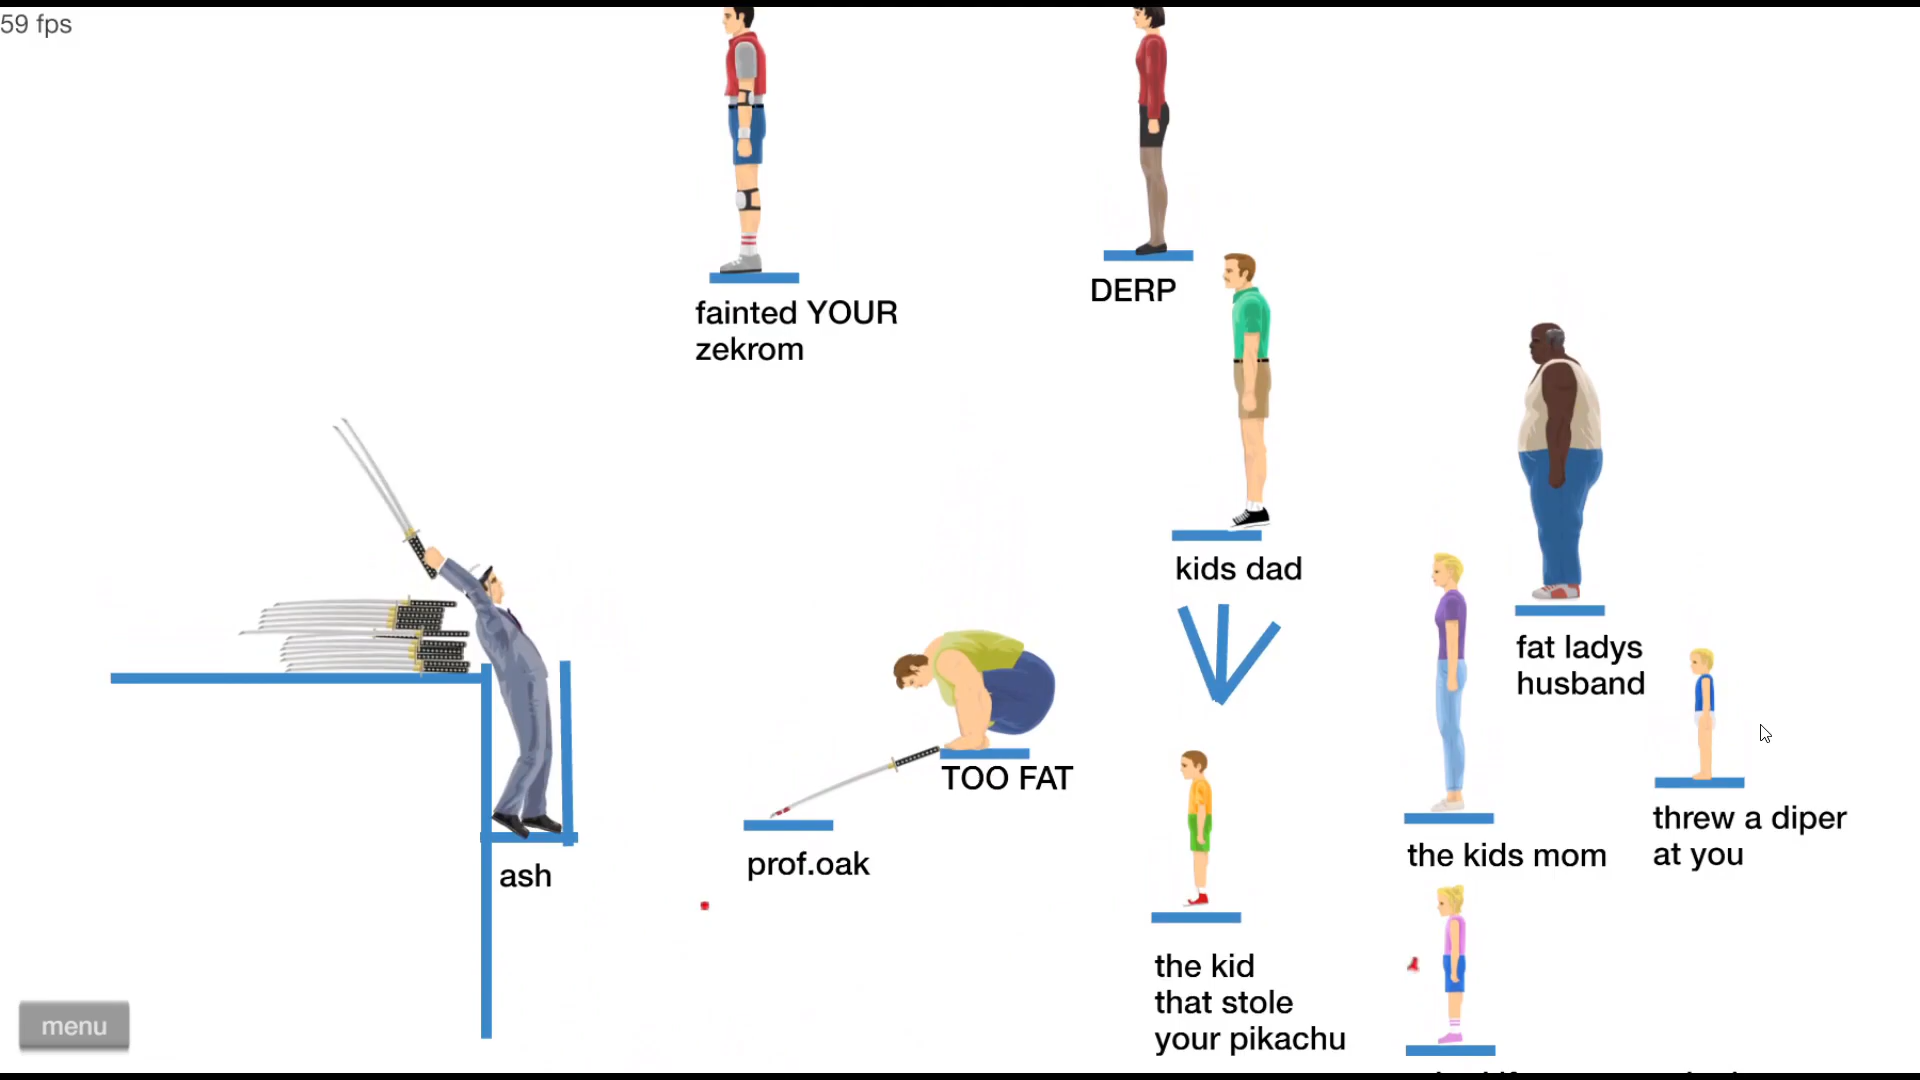 59 fps
fainted YOUR
zekrom
DERP
kids dad
fat ladys
husband
TOO FAT
threw a diper
at you
the kids mom
prof.oak
ash
the kid
that stole
your pikachu
menu